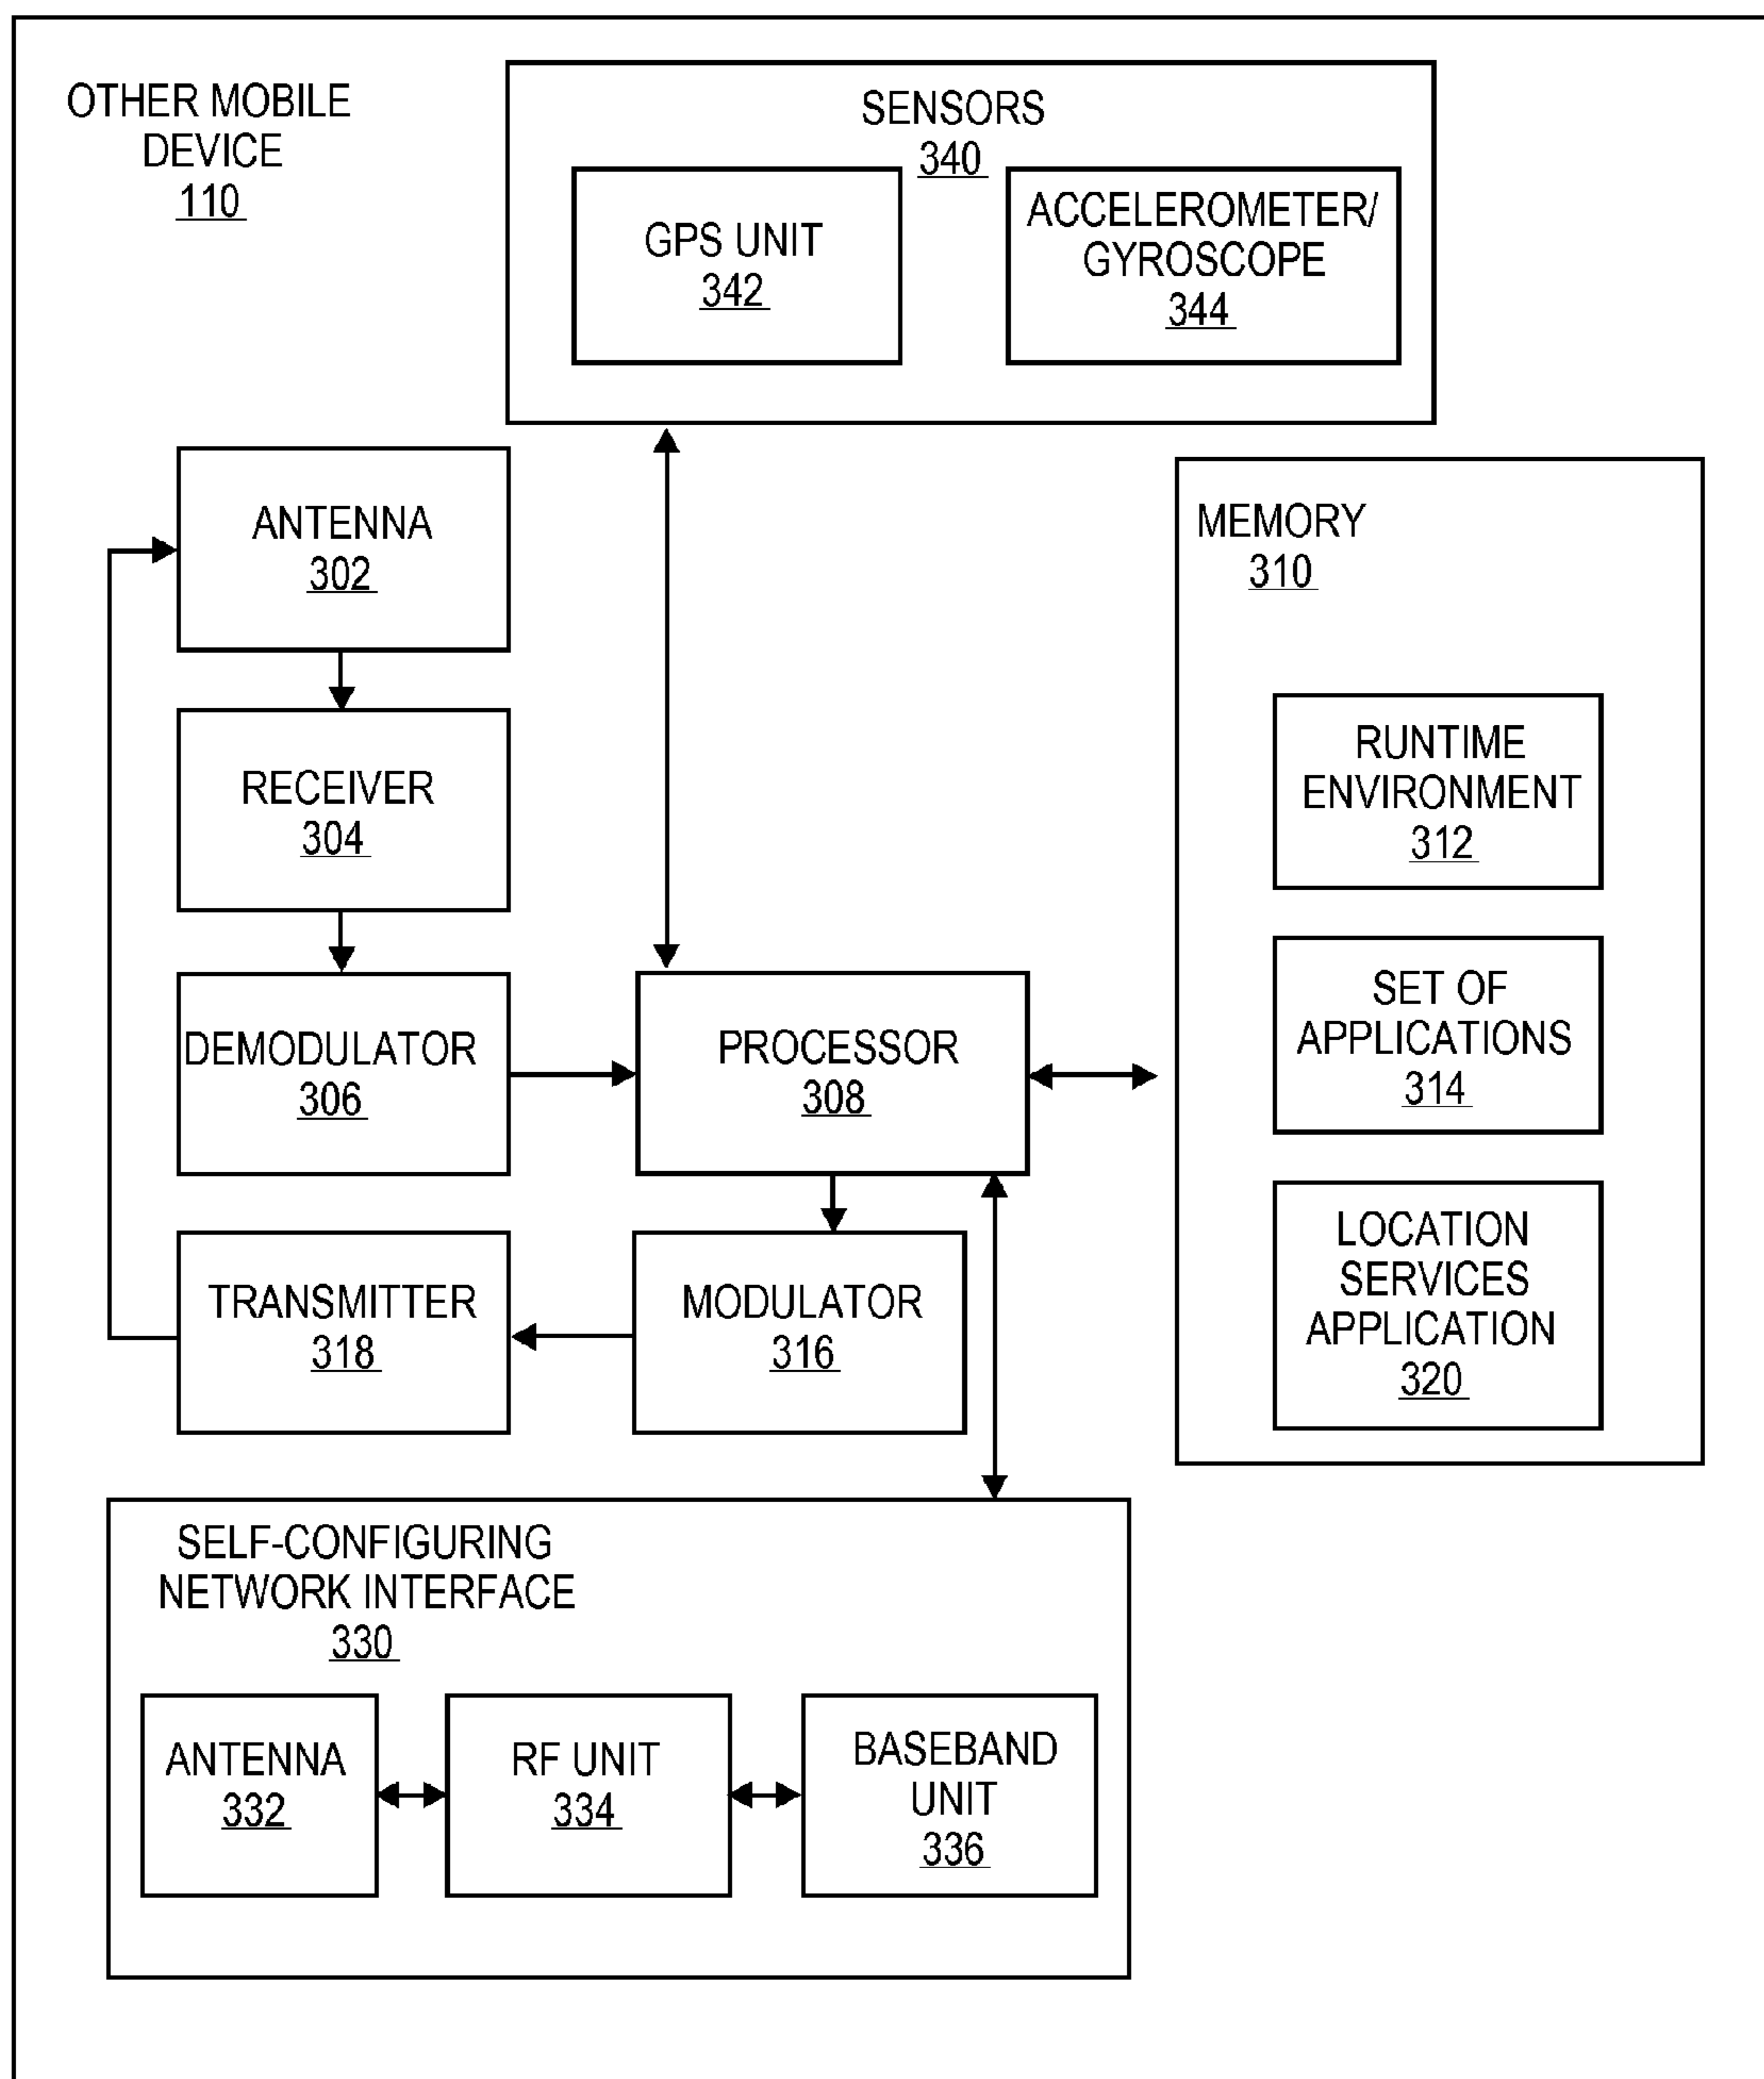 OTHER MOBILE
DEVICE
110
SENSORS
340
GPS UNIT
342
ACCELEROMETER/
GYROSCOPE
344
ANTENNA
302
MEMORY
310
RECEIVER
304
RUNTIME
ENVIRONMENT
312
DEMODULATOR
306
PROCESSOR
308
SET OF
APPLICATIONS
314
TRANSMITTER
318
MODULATOR
316
LOCATION
SERVICES
APPLICATION
320
SELF-CONFIGURING
NETWORK INTERFACE
330
ANTENNA
332
RF UNIT
334
BASEBAND
UNIT
336